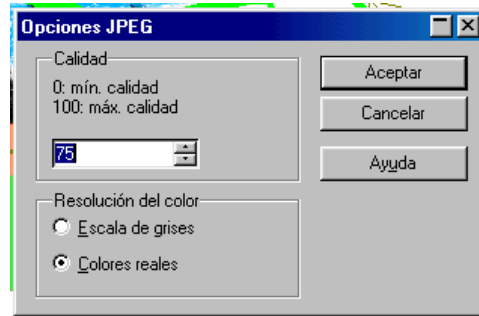 Opciones JPEG
Calidad
0: mín. calidad
100: máx. calidad
75
Resolución del color
Escala de grises
Colores reales
Aceptar
Cancelar
Ayuda